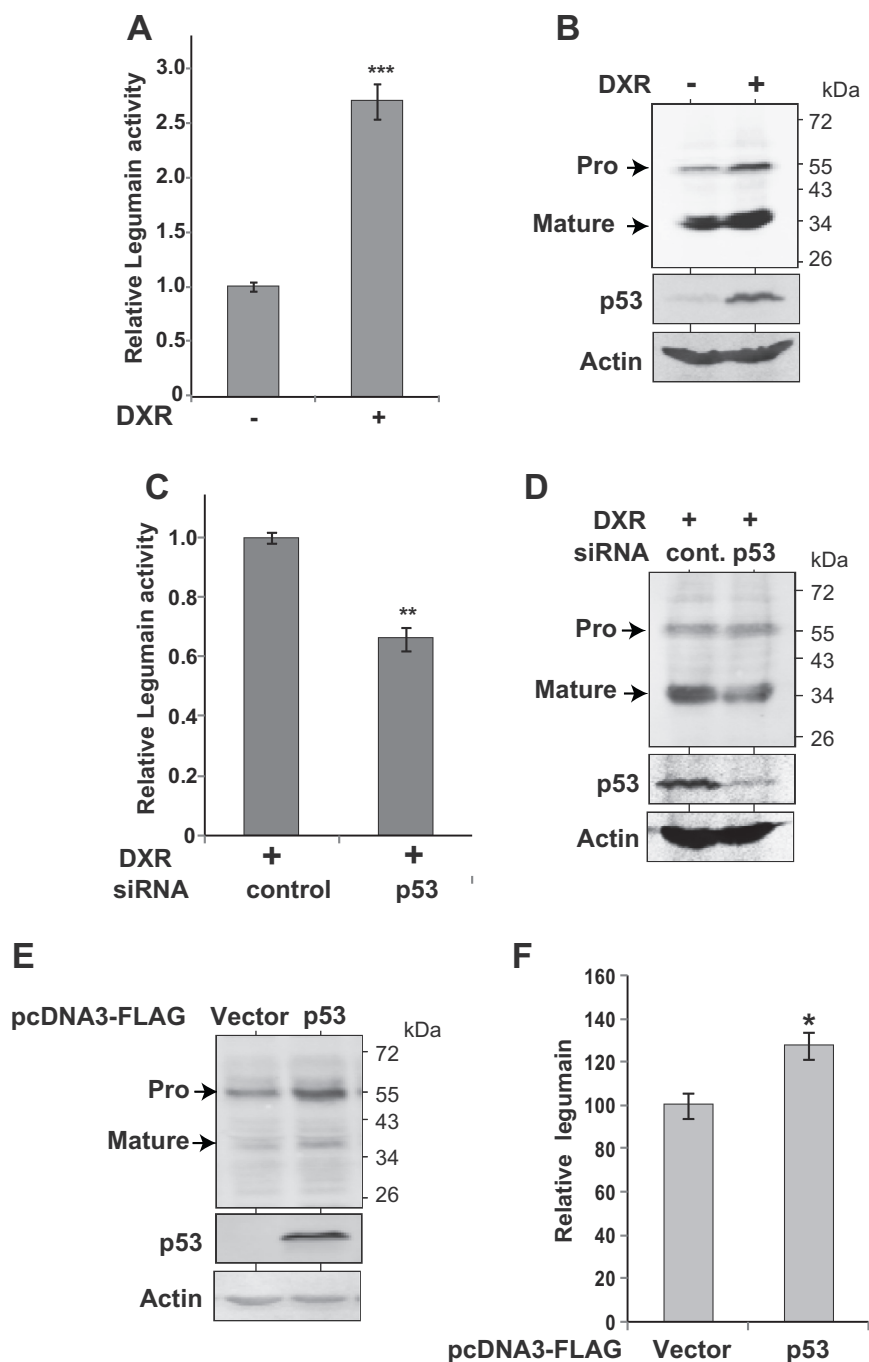 A
Relative Legumain activity
3.0
***
2.5
2.0
1.5
1.0
0.5
0
DXR - +
B
DXR - + kDa
72
Pro 55
43
Mature 34
26
p53
Actin
C
Relative Legumain activity
1.0
0.8
**
0.6
0.4
0.2
0
DXR + +
siRNA control p53
D
DXR + +
siRNA cont. p53 kDa
72
Pro 55
43
Mature 34
26
p53
Actin
E
pcDNA3-FLAG Vector p53
kDa
72
Pro 55
43
Mature
34
26
p53
Actin
F
Relative legumain
160
140
*
120
100
80
60
40
20
0
pcDNA3-FLAG Vector p53